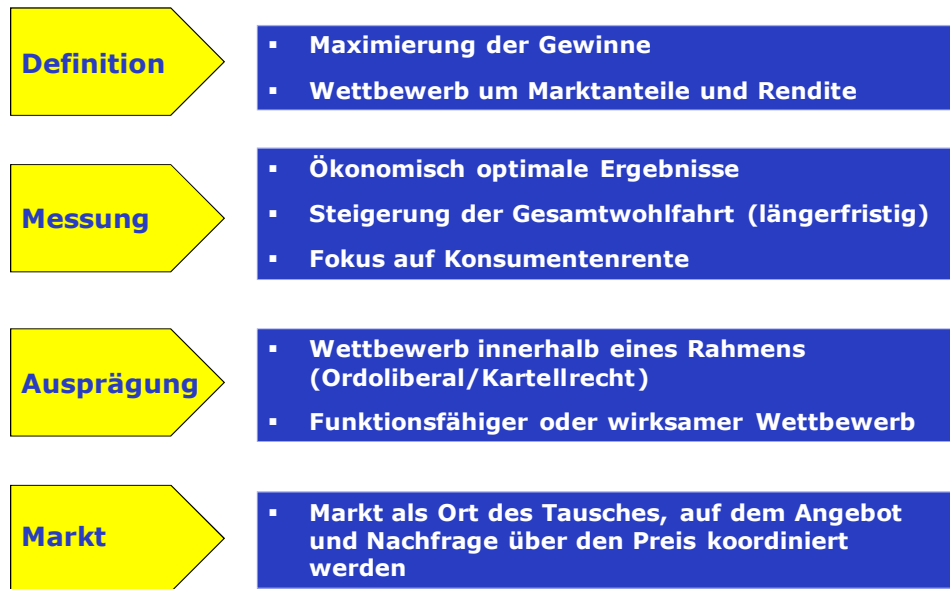 Definition
▪ Maximierung der Gewinne
▪ Wettbewerb um Marktanteile und Rendite
Messung
▪ Ökonomisch optimale Ergebnisse
▪ Steigerung der Gesamtwohlfahrt (längerfristig)
▪ Fokus auf Konsumentenrente
Ausprägung
▪ Wettbewerb innerhalb eines Rahmens
(Ordoliberal/Kartellrecht)
▪ Funktionsfähiger oder wirksamer Wettbewerb
Markt
▪ Markt als Ort des Tausches, auf dem Angebot
und Nachfrage über den Preis koordiniert
werden